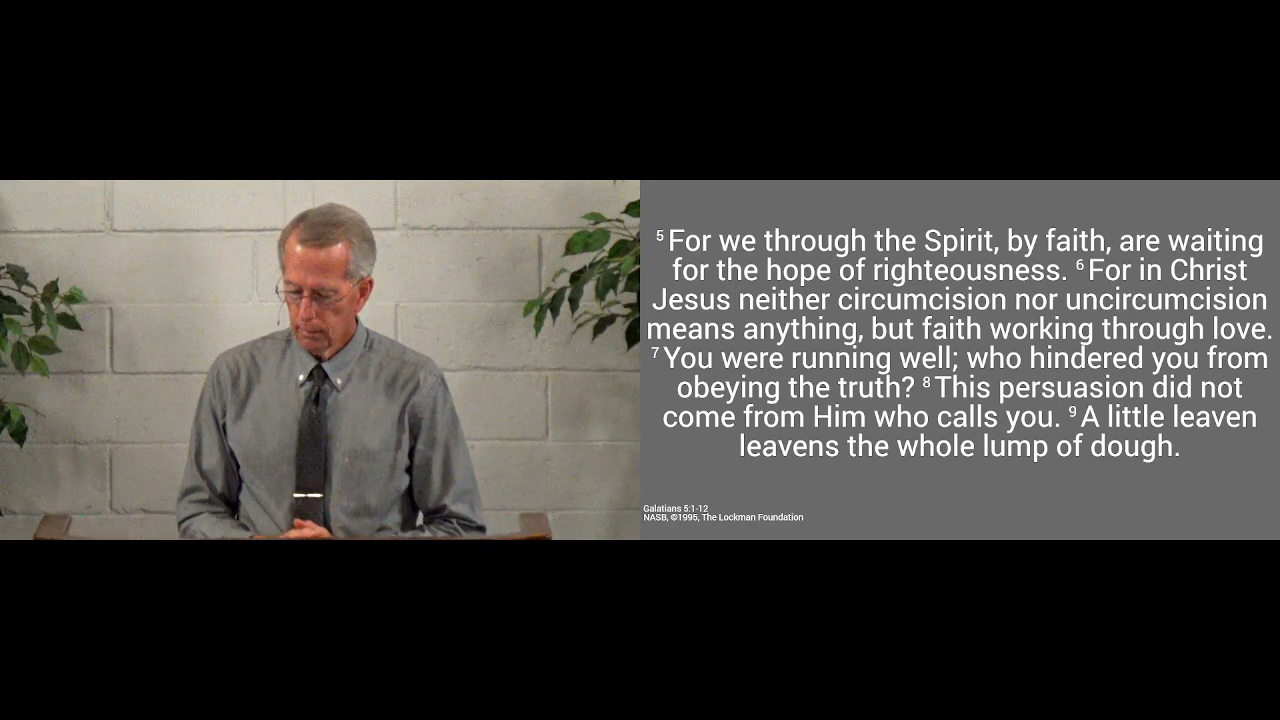 5 For we through the Spirit, by faith, are waiting
for the hope of righteousness. 6 For in Christ
Jesus neither circumcision nor uncircumcision
means anything, but faith working through love.
7 You were running well; who hindered you from
obeying the truth? 8 This persuasion did not
come from Him who calls you. 9 A little leaven
leavens the whole lump of dough.
Galatians 5:1-12
NASB, ©1995, The Lockman Foundation